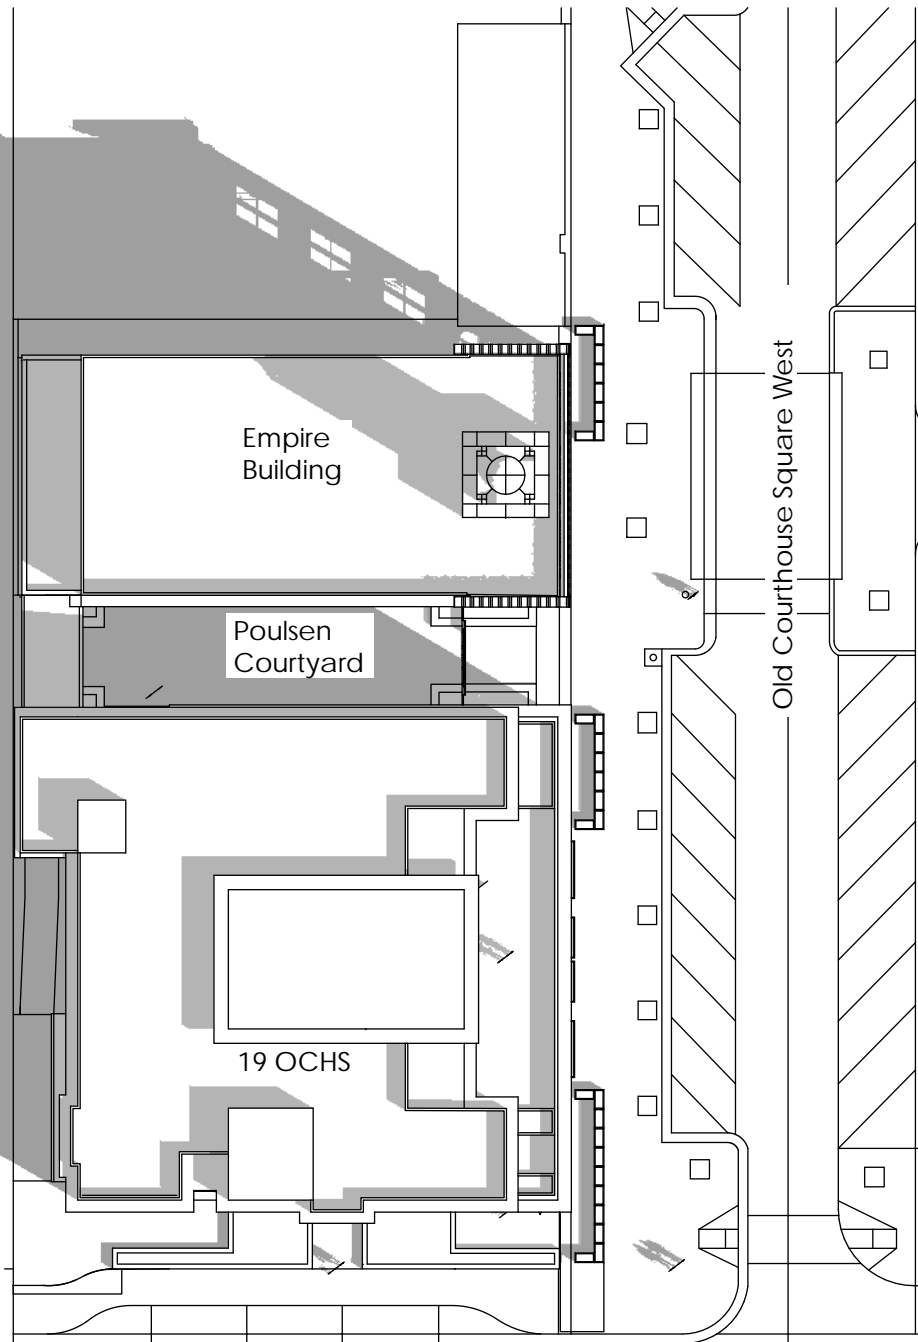 Empire
Building
Old Courthouse Square West
Poulsen
Courtyard
19 OCHS